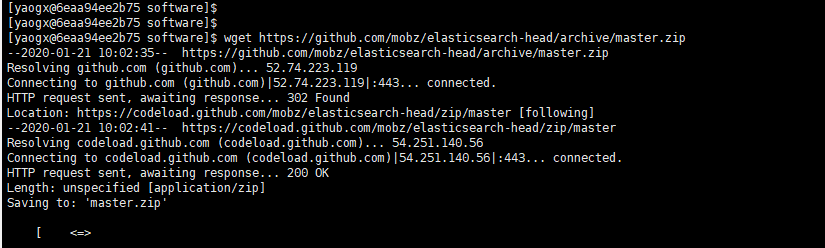 [yaogx@6eaa94ee2b75 software]$
[yaogx@6eaa94ee2b75 software]$
[yaogx@6eaa94ee2b75 software]$ wget https://github.com/mobz/elasticsearch-head/archive/master.zip
--2020-01-21 10:02:35--  https://github.com/mobz/elasticsearch-head/archive/master.zip
Resolving github.com (github.com)... 52.74.223.119
Connecting to github.com (github.com)|52.74.223.119|:443... connected.
HTTP request sent, awaiting response... 302 Found
Location: https://codeload.github.com/mobz/elasticsearch-head/zip/master [following]
--2020-01-21 10:02:41--  https://codeload.github.com/mobz/elasticsearch-head/zip/master
Resolving codeload.github.com (codeload.github.com)... 54.251.140.56
Connecting to codeload.github.com (codeload.github.com)|54.251.140.56|:443... connected.
HTTP request sent, awaiting response... 200 OK
Length: unspecified [application/zip]
Saving to: 'master.zip'
[    <=>